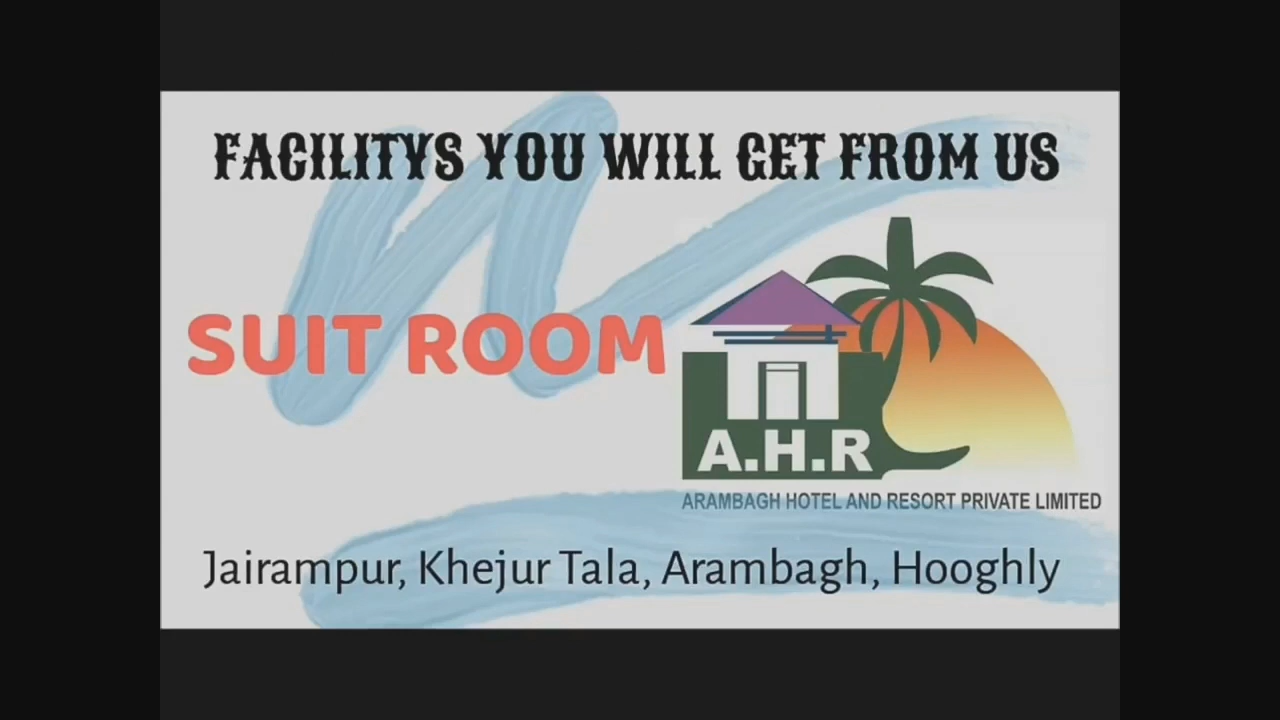 FACILITYS YOU WILL GET FROM US
SUIT ROOM
A.H.R
ARAMBAGH HOTEL AND RESORT PRIVATE LIMITED
Jairampur, Khejur Tala, Arambagh, Hooghly